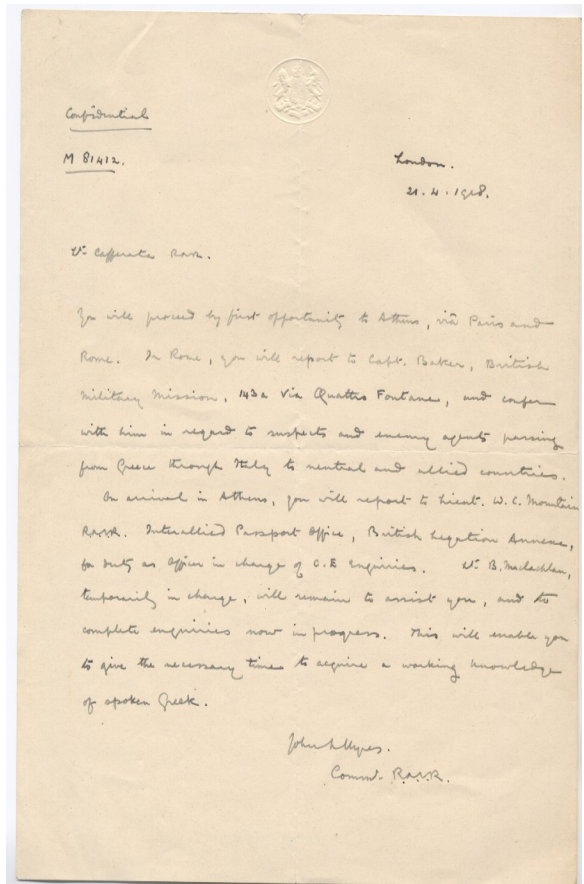 Confidential
M 81412.
London.
21.4.1918.
Lt. Cafferata RNVR.
You will proceed by first opportunity to Athens, via Paris and
Rome. In Rome, you will report to Capt. Baker, British
Military Mission, 143a Via Quattro Fontane, and confer
with him in regard to suspects and enemy agents passing
from Greece through Italy to neutral and allied countries.
On arrival in Athens, you will report to Lieut. W.C. Mountain
RNVR. Interallied Passport Office, British Legation Annexe,
for duty as Officer in charge of C.E. Enquiries. Lt. B. Maclachlan,
temporarily in charge, will remain to assist you, and to
complete enquiries now in progress. This will enable you
to give the necessary time to acquire a working knowledge
of spoken Greek.
John L Myres.
Commr. R.N.V.R.